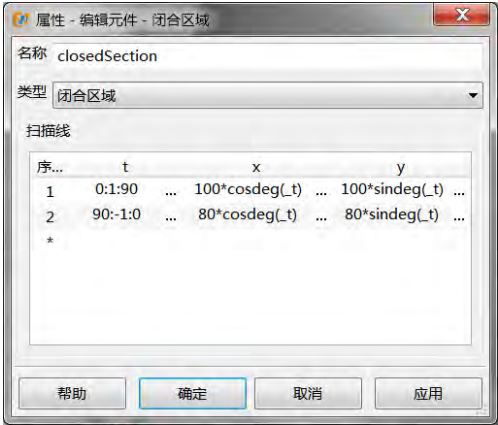 属性 - 编辑元件 - 闭合区域
名称 closedSection
类型 闭合区域
扫描线
序... t x y
1 0:1:90 ... 100*cosdeg(_t) ... 100*sindeg(_t) ...
2 90:-1:0 ... 80*cosdeg(_t) ... 80*sindeg(_t) ...
*
帮助 确定 取消 应用